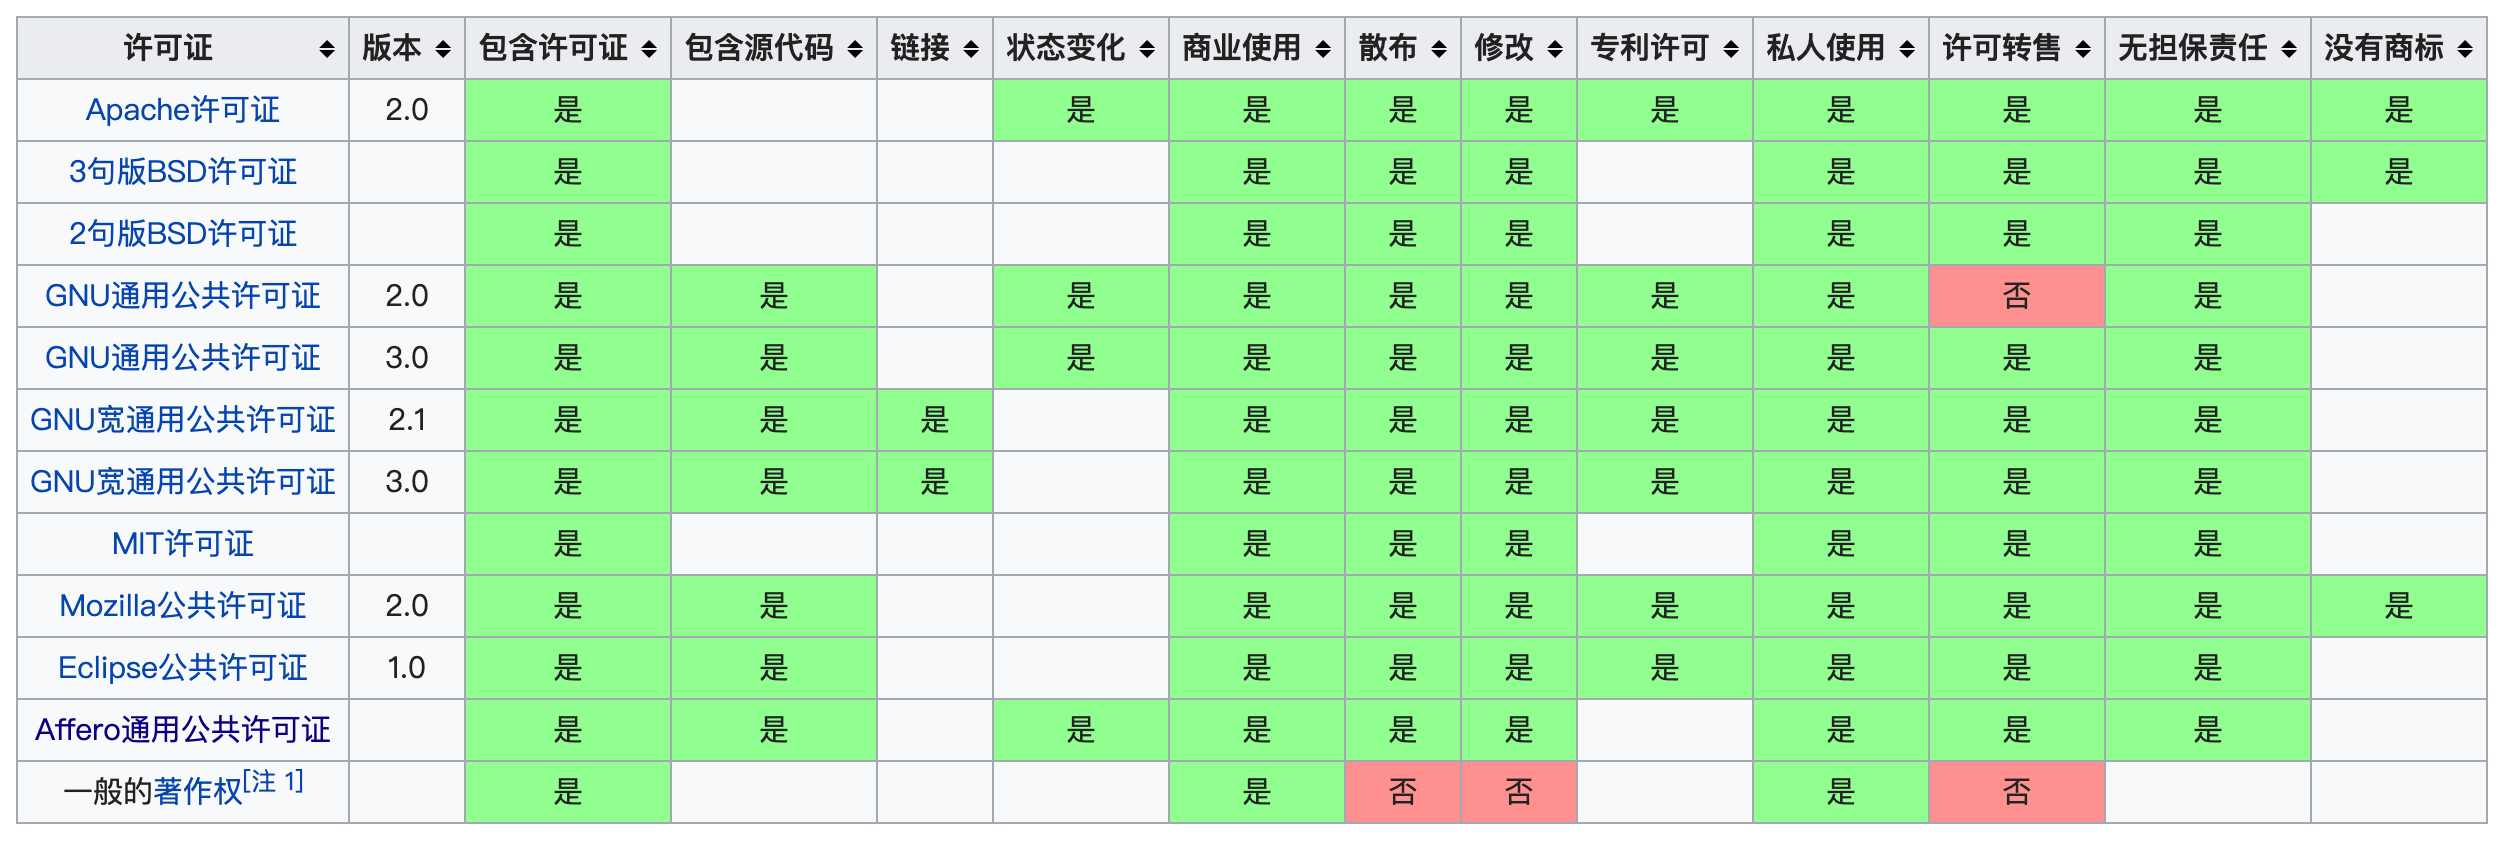 许可证 版本 包含许可证 包含源代码 链接 状态变化 商业使用 散布 修改 专利许可 私人使用 许可转售 无担保责任 没有商标
Apache许可证 2.0 是 是 是 是 是 是 是 是 是 是
3句版BSD许可证 是 是 是 是 是 是 是 是
2句版BSD许可证 是 是 是 是 是 是 是
GNU通用公共许可证 2.0 是 是 是 是 是 是 是 是 否 是
GNU通用公共许可证 3.0 是 是 是 是 是 是 是 是 是 是
GNU宽通用公共许可证 2.1 是 是 是 是 是 是 是 是 是 是
GNU宽通用公共许可证 3.0 是 是 是 是 是 是 是 是 是 是
MIT许可证 是 是 是 是 是 是 是
Mozilla公共许可证 2.0 是 是 是 是 是 是 是 是 是 是
Eclipse公共许可证 1.0 是 是 是 是 是 是 是 是 是
Affero通用公共许可证 是 是 是 是 是 是 是 是 是
一般的著作权[注 1] 是 是 否 否 是 否